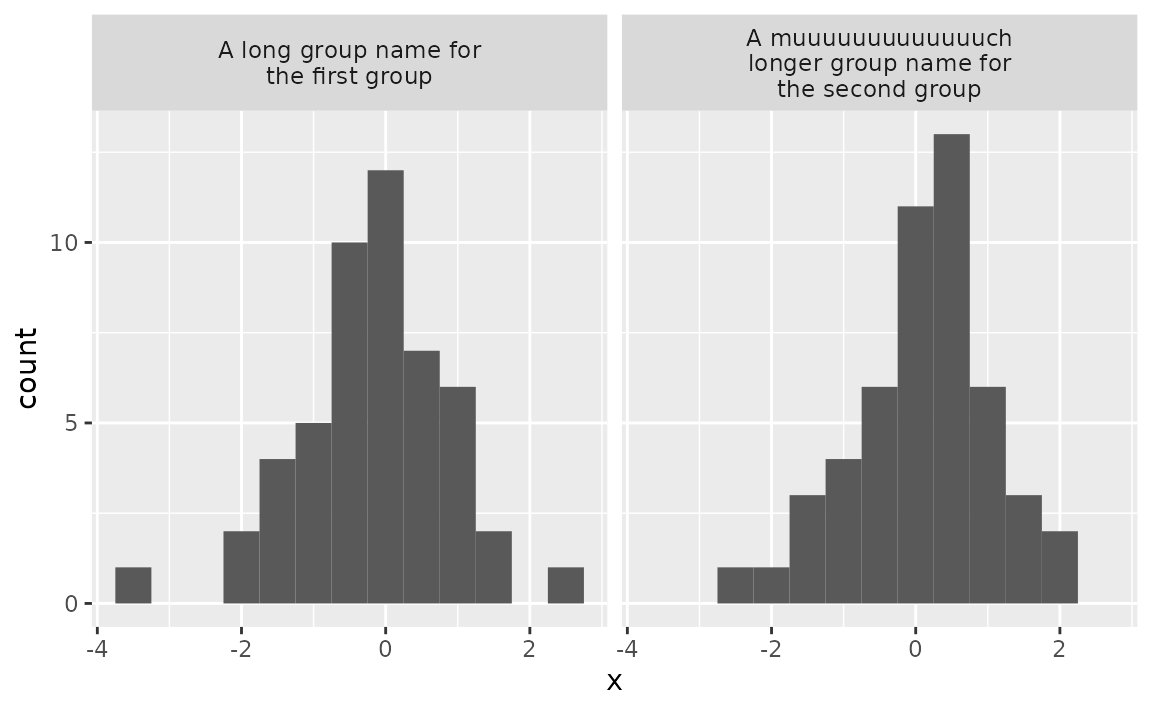 A long group name for
the first group
A muuuuuuuuuuuuuch
longer group name for
the second group
count
10
5
0
-4
-2
0
2
-4
-2
0
2
x